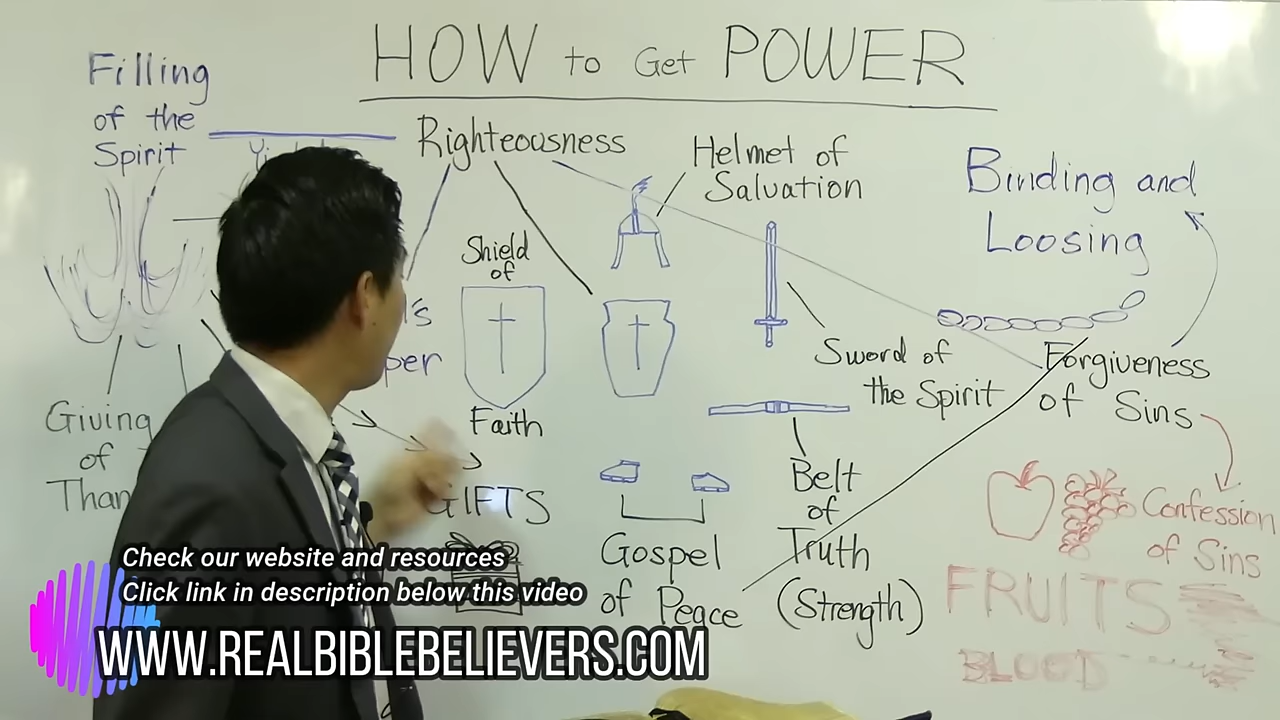 HOW to Get POWER
Filling
of the
Spirit
Righteousness
Helmet of
Salvation
Binding and
Loosing
Shield
of
Faith
per
Sword of
the Spirit
Forgiveness
of Sins
Giving
of
Than
GIFTS
Belt
of
Truth
(Strength)
Gospel
of Peace
Confession
of Sins
FRUITS
BLOOD
Check our website and resources
Click link in description below this video
WWW.REALBIBLEBELIEVERS.COM